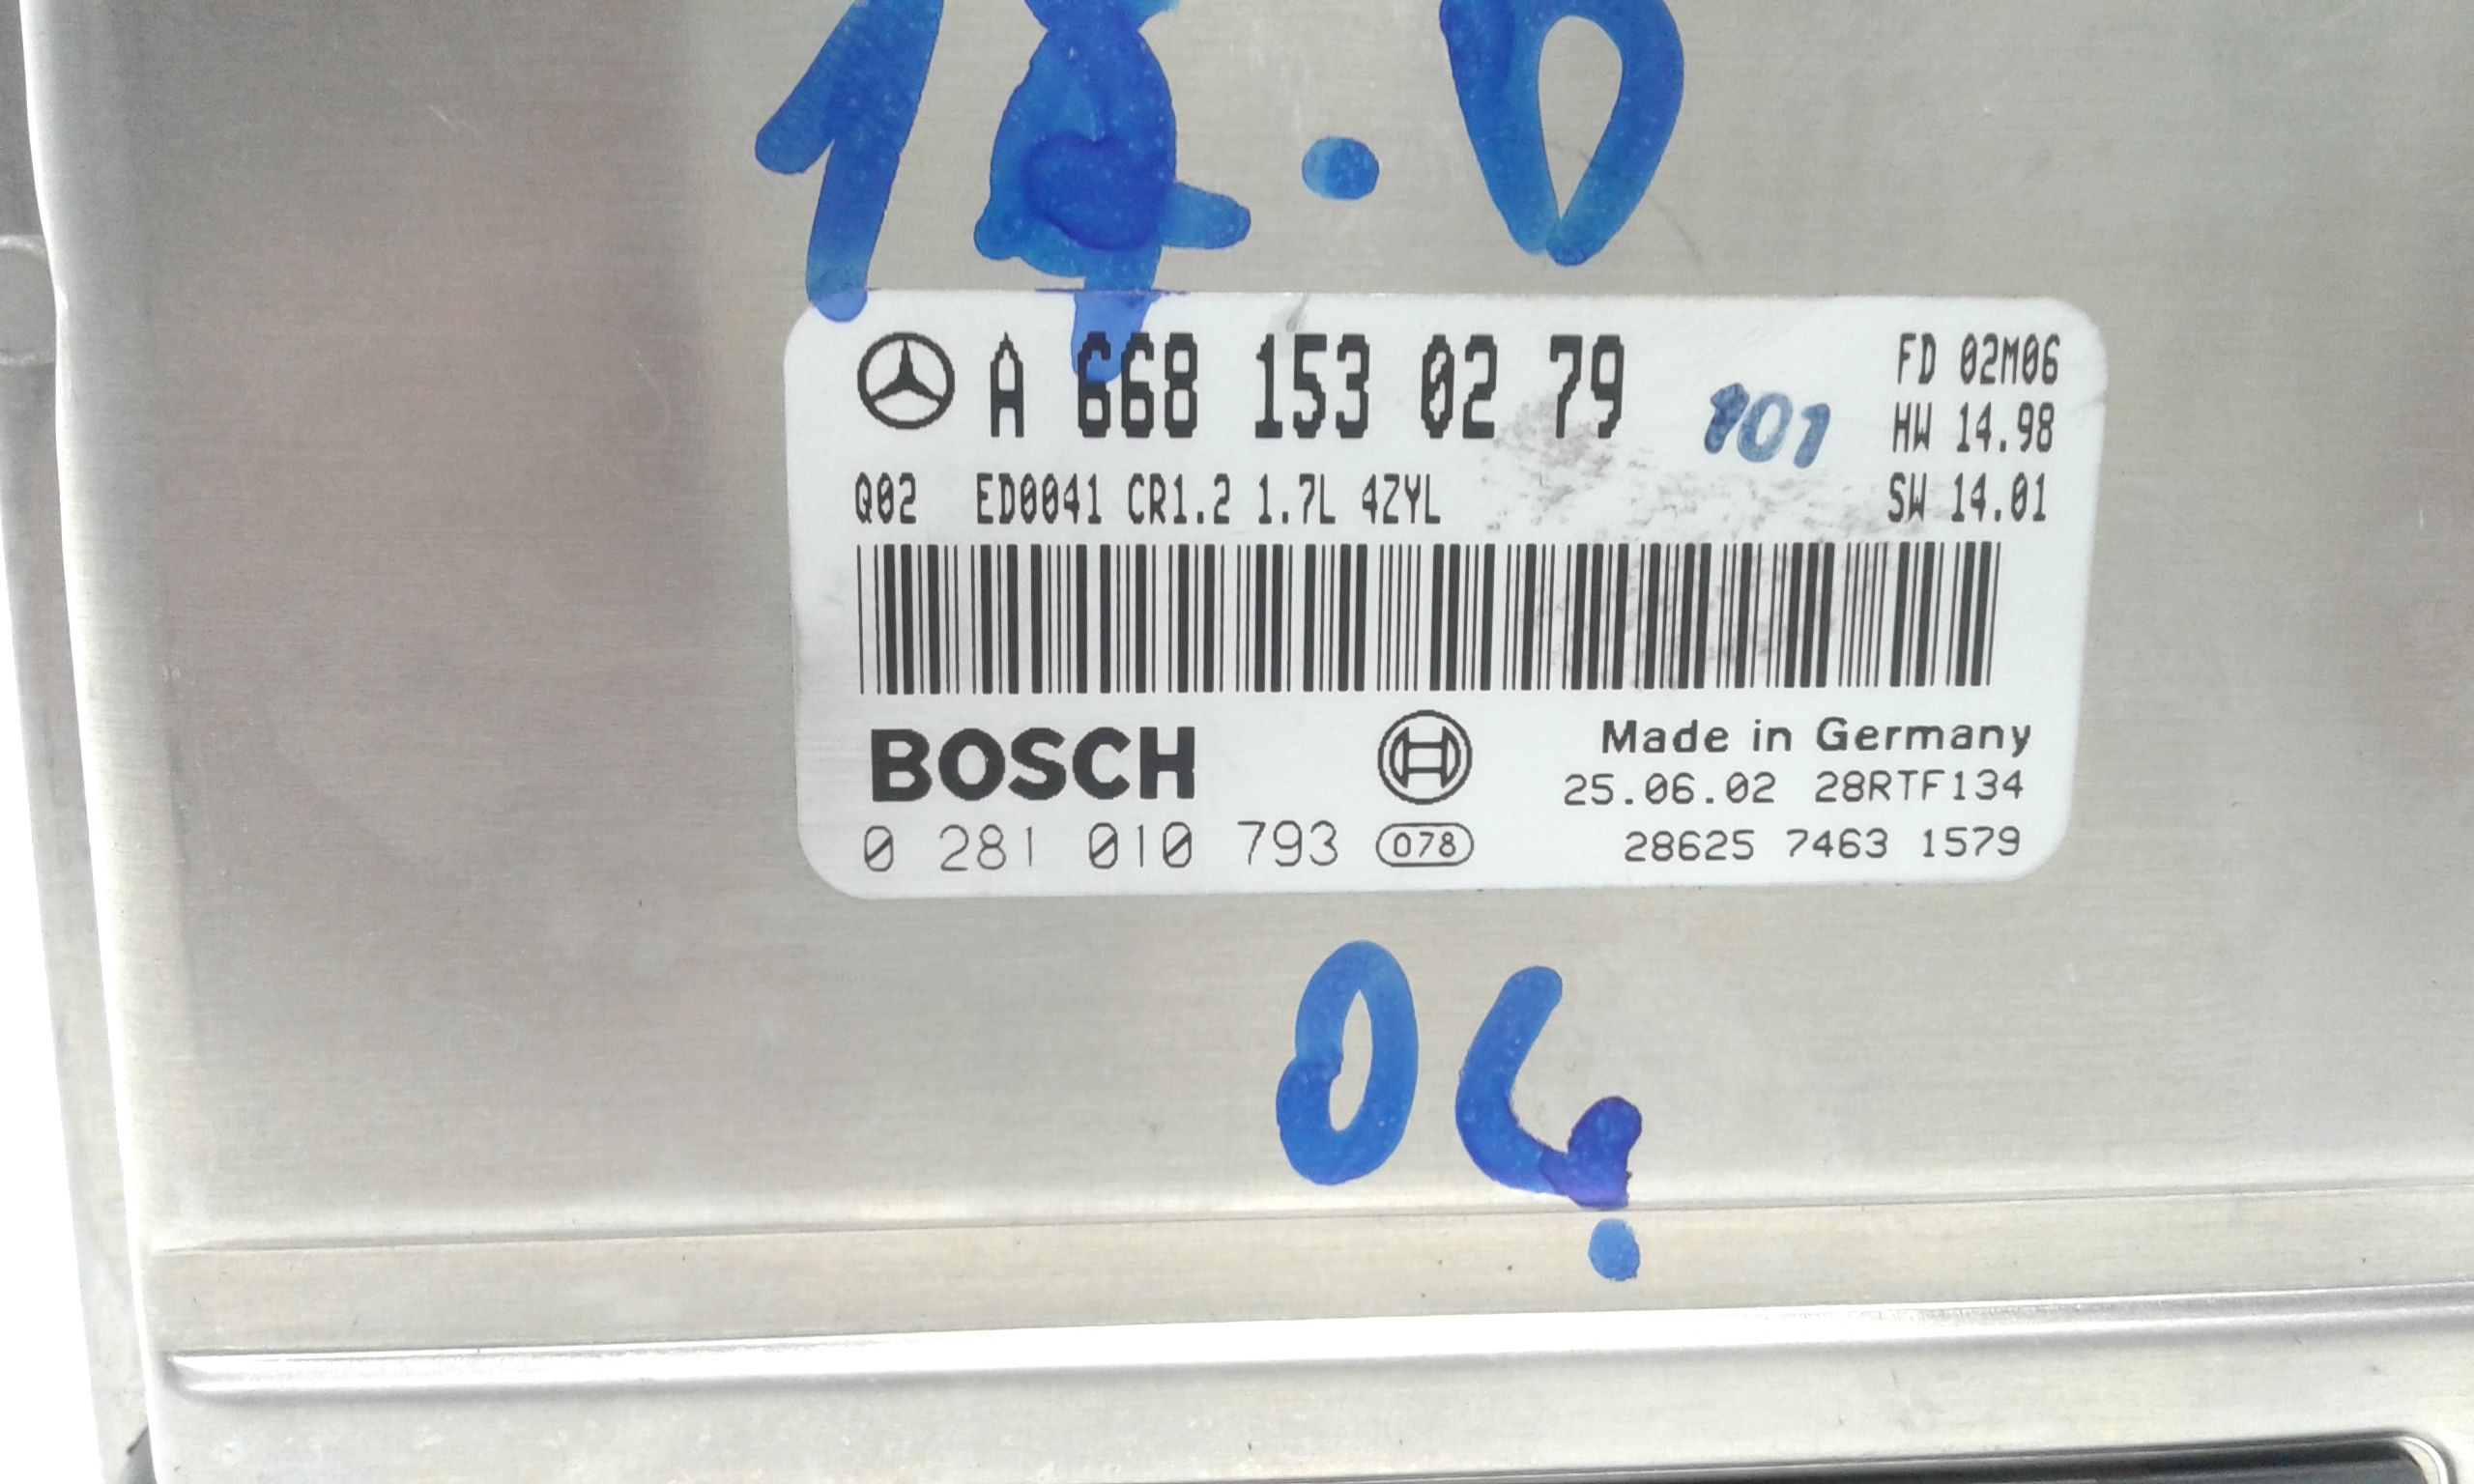 A 668 153 02 79
101
FD 02M06
HW 14.98
SW 14.01
Q02 ED0041 CR1.2 1.7L 4ZYL
BOSCH
Made in Germany
25.06.02 28RTF134
0 281 010 793 078
28625 7463 1579